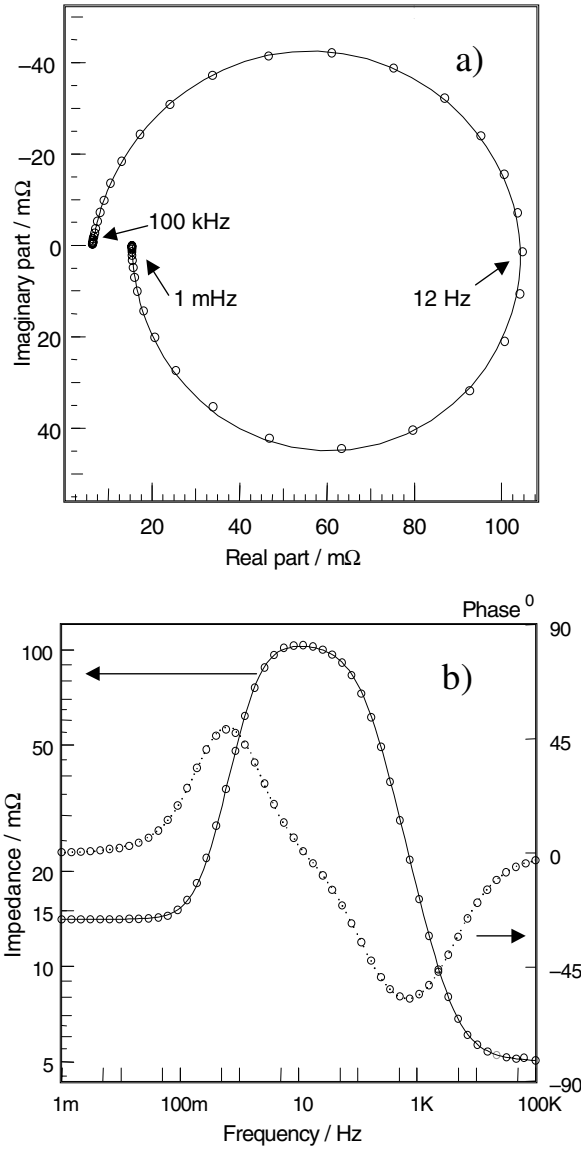 a)
−40
−20
0
20
40
Imaginary part / mΩ
100 kHz
1 mHz
12 Hz
20 40 60 80 100
Real part / mΩ
Phase 0
b)
100
50
20
15
10
5
Impedance / mΩ
90
45
0
−45
−90
1m 100m 10 1K 100K
Frequency / Hz